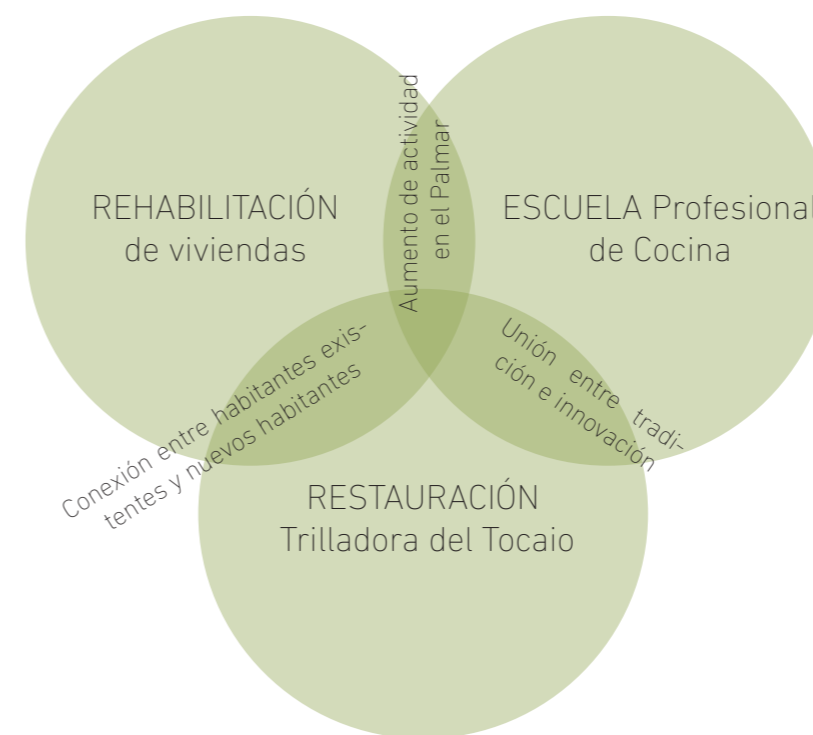 REHABILITACIÓN
de viviendas
Aumento de actividad
en el Palmar
ESCUELA Profesional
de Cocina
Conexión entre habitantes exis-
tentes y nuevos habitantes
Unión entre tradi-
ción e innovación
RESTAURACIÓN
Trilladora del Tocaio